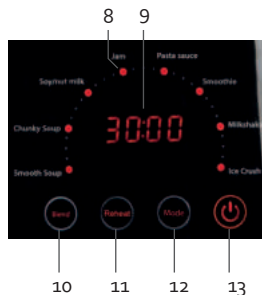 8 9
Jam Pasta sauce
Soy/nut milk Smoothie
Chunky Soup 30:00 Milkshake
Smooth Soup Ice Crush
Blend Reheat Mode
10 11 12 13